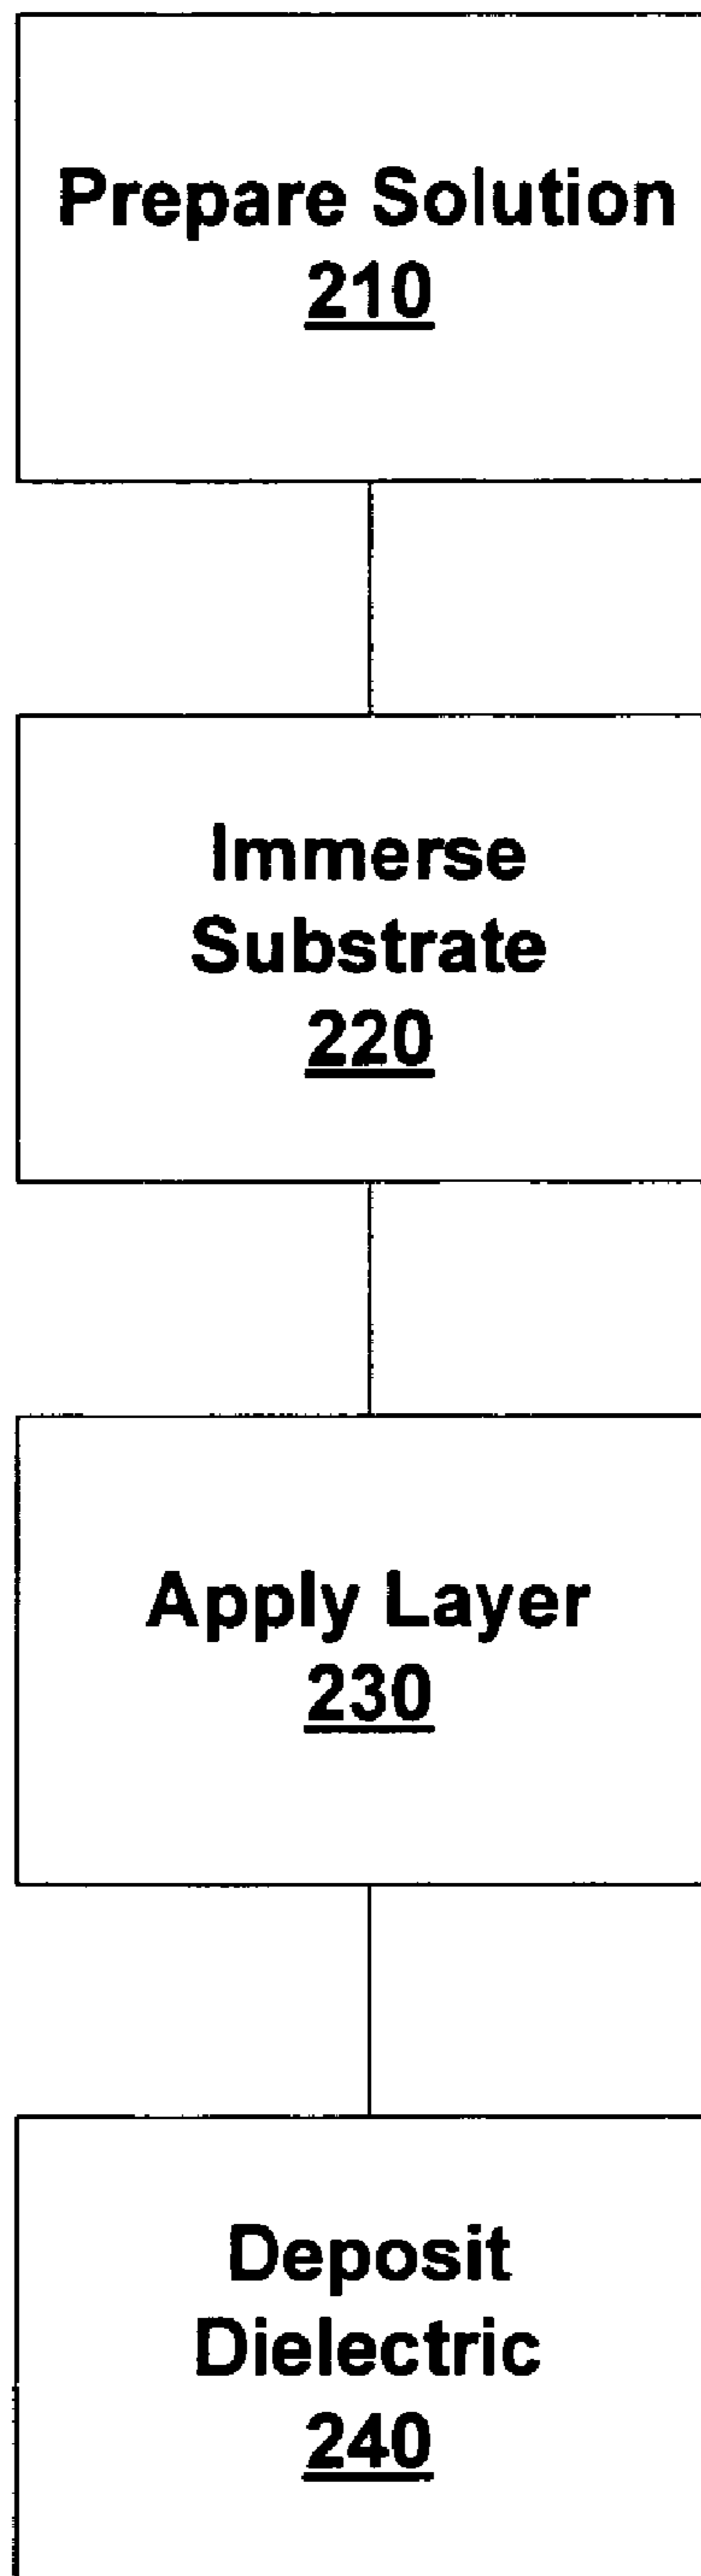 Prepare Solution
210
Immerse
Substrate
220
Apply Layer
230
Deposit
Dielectric
240